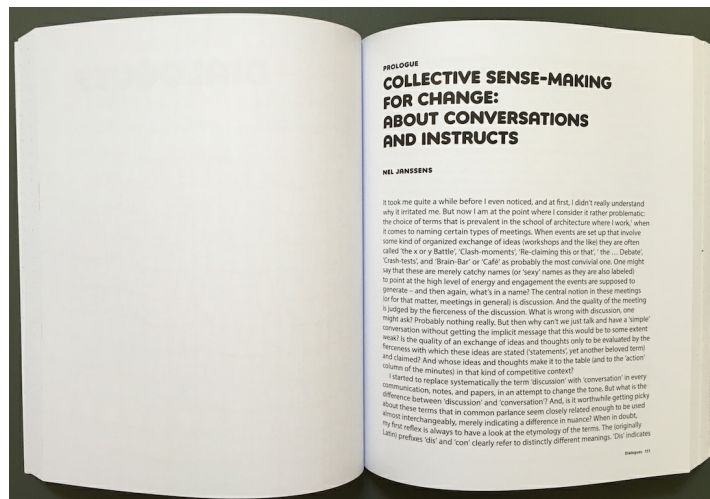 PROLOGUE
COLLECTIVE SENSE-MAKING
FOR CHANGE:
ABOUT CONVERSATIONS
AND INSTRUCTS
NEL JANSSENS
It took me quite a while before I even noticed, and at first, I didn't really understand
why it irritated me. But now I am at the point where I consider it rather problematic:
the choice of terms that is prevalent in the school of architecture where I work,¹ when
it comes to naming certain types of meetings. When events are set up that involve
some kind of organized exchange of ideas (workshops and the like) they are often
called 'the x or y Battle', 'Clash-moments', 'Re-claiming this or that', ' the ... Debate',
'Crash-tests', and 'Brain-Bar' or 'Café' as probably the most convivial one. One might
say that these are merely catchy names (or 'sexy' names as they are also labeled)
to point at the high level of energy and engagement the events are supposed to
generate – and then again, what's in a name? The central notion in these meetings
(or for that matter, meetings in general) is discussion. And the quality of the meeting
is judged by the fierceness of the discussion. What is wrong with discussion, one
might ask? Probably nothing really. But then why can't we just talk and have a 'simple'
conversation without getting the implicit message that this would be to some extent
weak? Is the quality of an exchange of ideas and thoughts only to be evaluated by the
fierceness with which these ideas are stated ('statements', yet another beloved term)
and claimed? And whose ideas and thoughts make it to the table (and to the 'action'
column of the minutes) in that kind of competitive context?
I started to replace systematically the term 'discussion' with 'conversation' in every
communication, notes, and papers, in an attempt to change the tone. But what is the
difference between 'discussion' and 'conversation'? And, is it worthwhile getting picky
about these terms that in common parlance seem closely related enough to be used
almost interchangeably, merely indicating a difference in nuance? When in doubt,
my first reflex is always to have a look at the etymology of the terms. The (originally
Latin) prefixes 'dis' and 'con' clearly refer to distinctly different meanings. 'Dis' indicates
Dialogues